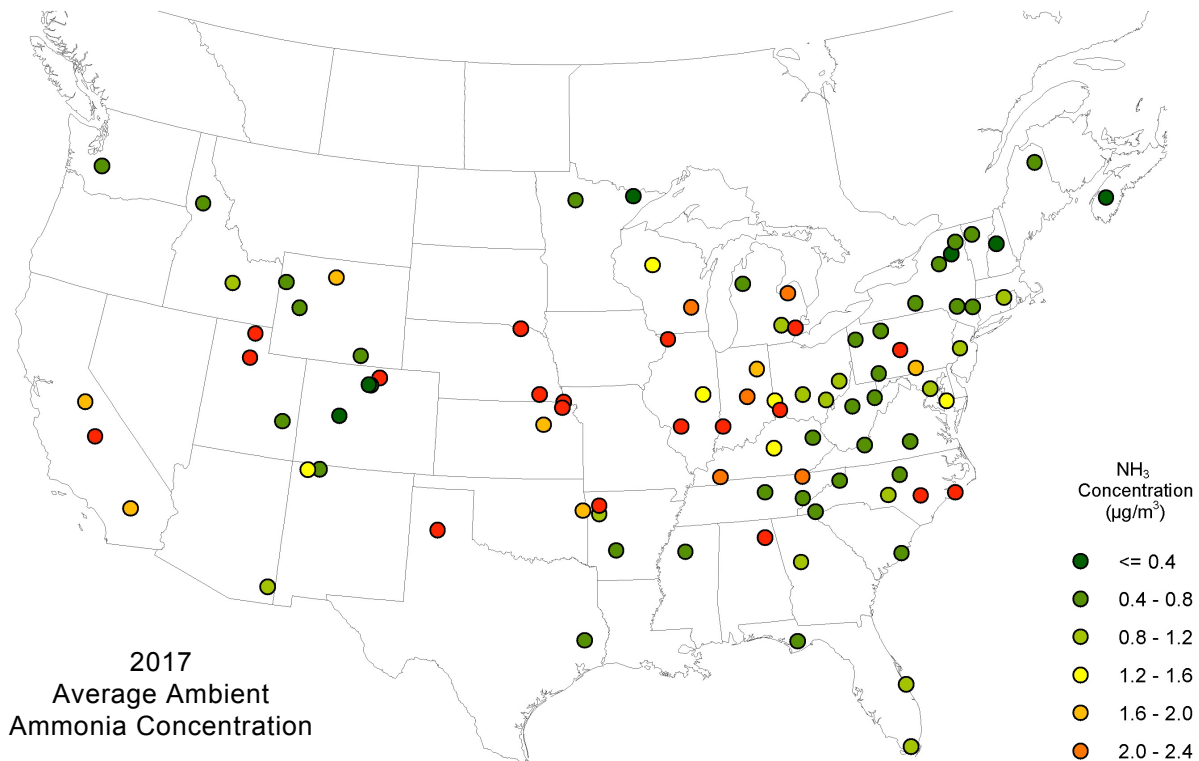 2017
Average Ambient
Ammonia Concentration
NH₃
Concentration
(µg/m³)
<= 0.4
0.4 - 0.8
0.8 - 1.2
1.2 - 1.6
1.6 - 2.0
2.0 - 2.4